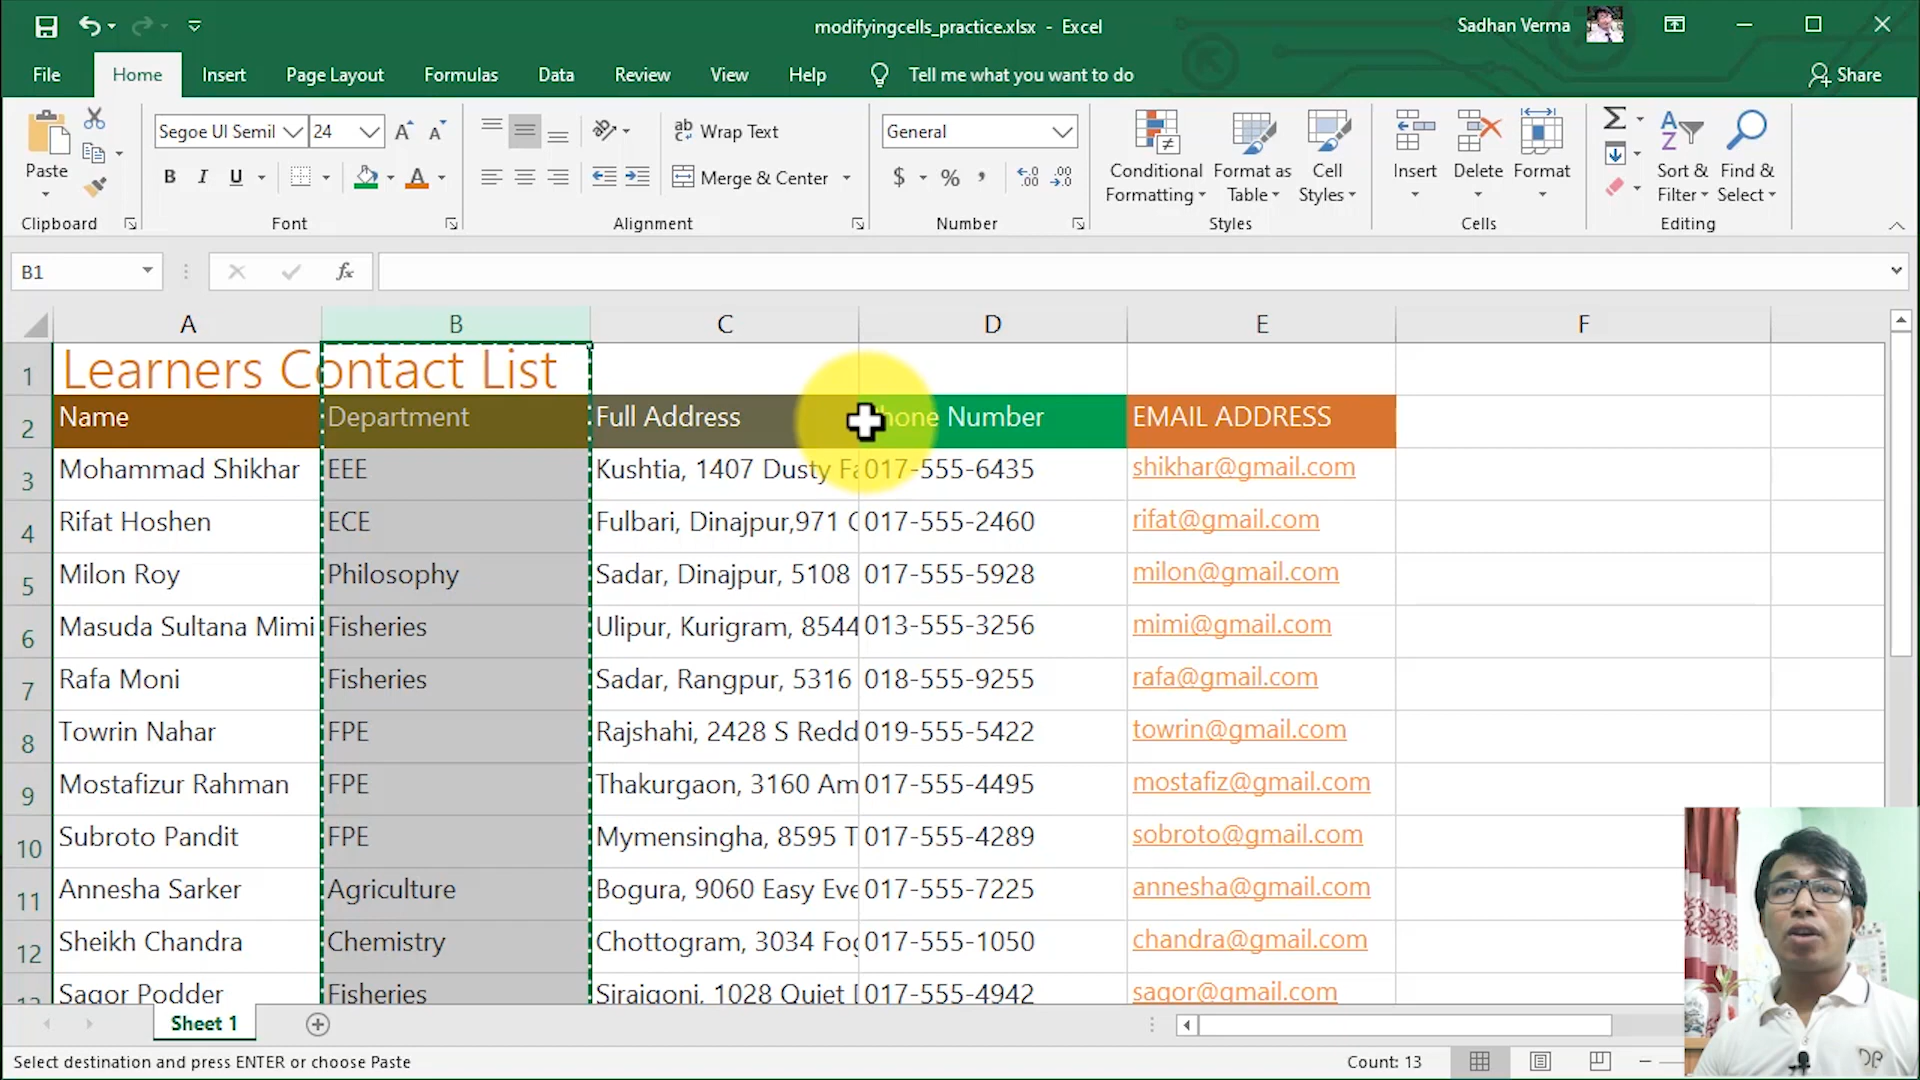 modifyingcells_practice.xlsx - Excel
Sadhan Verma
File Home Insert Page Layout Formulas Data Review View Help Tell me what you want to do Share
Paste
Segoe UI Semil 24
Wrap Text
General
B I U
Merge & Center
$ % ,
Conditional Formatting
Format as Table
Cell Styles
Insert
Delete
Format
Sort & Filter
Find & Select
Clipboard Font Alignment Number Styles Cells Editing
B1 fx
A B C D E F
1 Learners Contact List
2 Name Department Full Address hone Number EMAIL ADDRESS
3 Mohammad Shikhar EEE Kushtia, 1407 Dusty Fa 017-555-6435 shikhar@gmail.com
4 Rifat Hoshen ECE Fulbari, Dinajpur,971 017-555-2460 rifat@gmail.com
5 Milon Roy Philosophy Sadar, Dinajpur, 5108 017-555-5928 milon@gmail.com
6 Masuda Sultana Mimi Fisheries Ulipur, Kurigram, 8544 013-555-3256 mimi@gmail.com
7 Rafa Moni Fisheries Sadar, Rangpur, 5316 018-555-9255 rafa@gmail.com
8 Towrin Nahar FPE Rajshahi, 2428 S Redd 019-555-5422 towrin@gmail.com
9 Mostafizur Rahman FPE Thakurgaon, 3160 Am 017-555-4495 mostafiz@gmail.com
10 Subroto Pandit FPE Mymensingha, 8595 T 017-555-4289 sobroto@gmail.com
11 Annesha Sarker Agriculture Bogura, 9060 Easy Eve 017-555-7225 annesha@gmail.com
12 Sheikh Chandra Chemistry Chottogram, 3034 Fog 017-555-1050 chandra@gmail.com
Sagor Podder Fisheries Sirajgonj, 1028 Quiet 017-555-4942 sagor@gmail.com
Sheet 1
Select destination and press ENTER or choose Paste
Count: 13